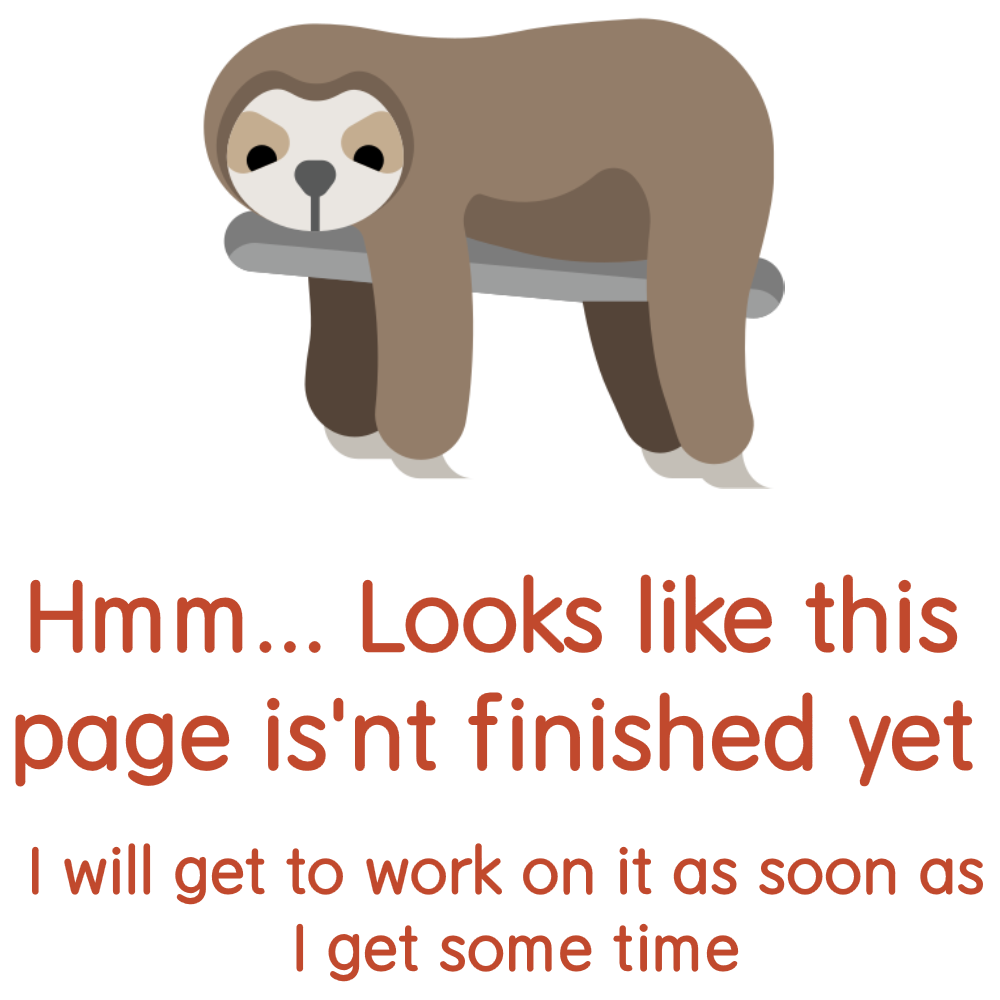 Hmm... Looks like this
page is'nt finished yet
I will get to work on it as soon as
I get some time